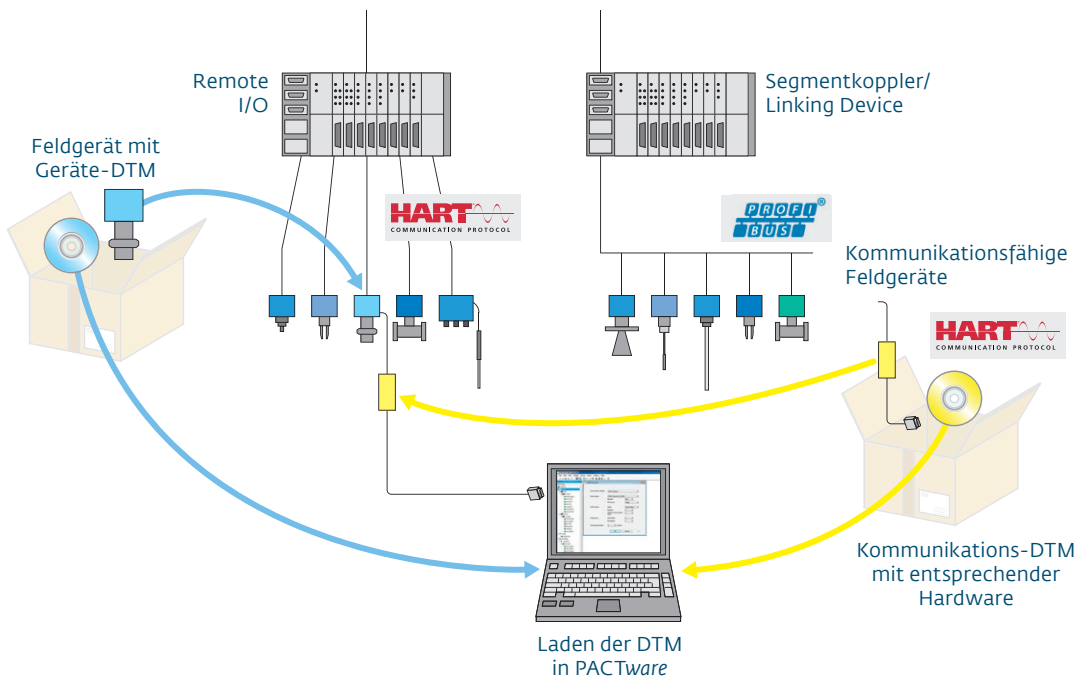 Remote
I/O
Segmentkoppler/
Linking Device
Feldgerät mit
Geräte-DTM
HART
COMMUNICATION PROTOCOL
PROFI®
BUS
Kommunikationsfähige
Feldgeräte
HART
COMMUNICATION PROTOCOL
Kommunikations-DTM
mit entsprechender
Hardware
Laden der DTM
in PACTware